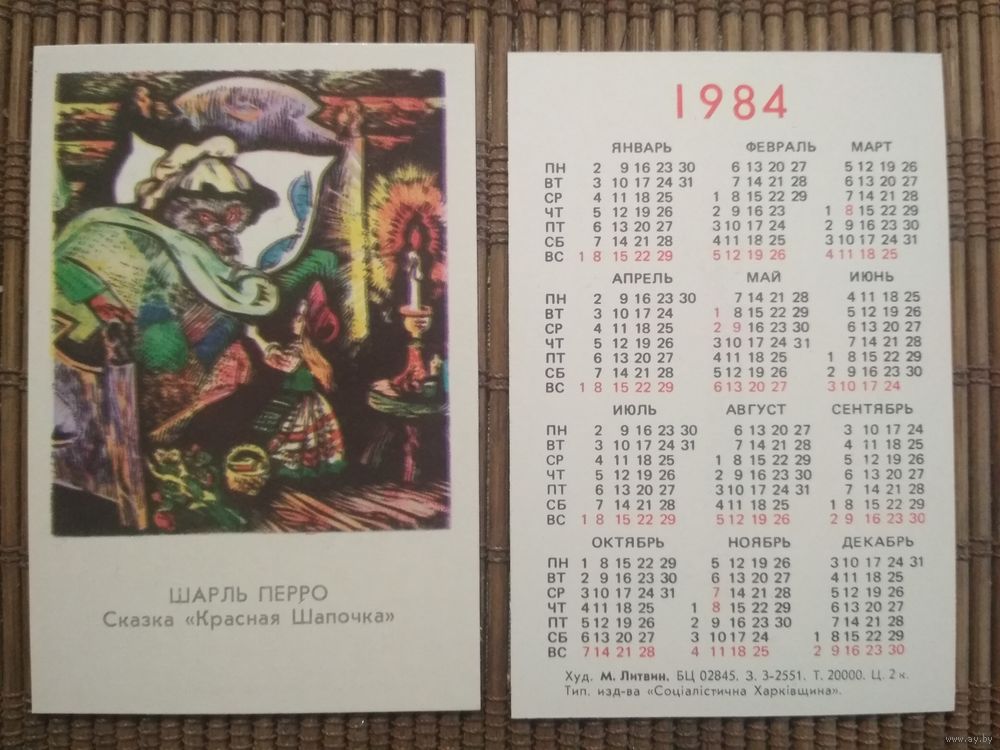 ШАРЛЬ ПЕРРО
Сказка «Красная Шапочка»
1984
ЯНВАРЬ ФЕВРАЛЬ МАРТ
ПН 2 9 16 23 30 6 13 20 27 5 12 19 26
ВТ 3 10 17 24 31 7 14 21 28 6 13 20 27
СР 4 11 18 25 1 8 15 22 29 7 14 21 28
ЧТ 5 12 19 26 2 9 16 23 1 8 15 22 29
ПТ 6 13 20 27 3 10 17 24 2 9 16 23 30
СБ 7 14 21 28 4 11 18 25 3 10 17 24 31
ВС 1 8 15 22 29 5 12 19 26 4 11 18 25
АПРЕЛЬ МАЙ ИЮНЬ
ПН 2 9 16 23 30 7 14 21 28 4 11 18 25
ВТ 3 10 17 24 1 8 15 22 29 5 12 19 26
СР 4 11 18 25 2 9 16 23 30 6 13 20 27
ЧТ 5 12 19 26 3 10 17 24 31 7 14 21 28
ПТ 6 13 20 27 4 11 18 25 1 8 15 22 29
СБ 7 14 21 28 5 12 19 26 2 9 16 23 30
ВС 1 8 15 22 29 6 13 20 27 3 10 17 24
ИЮЛЬ АВГУСТ СЕНТЯБРЬ
ПН 2 9 16 23 30 6 13 20 27 3 10 17 24
ВТ 3 10 17 24 31 7 14 21 28 4 11 18 25
СР 4 11 18 25 1 8 15 22 29 5 12 19 26
ЧТ 5 12 19 26 2 9 16 23 30 6 13 20 27
ПТ 6 13 20 27 3 10 17 24 31 7 14 21 28
СБ 7 14 21 28 4 11 18 25 1 8 15 22 29
ВС 1 8 15 22 29 5 12 19 26 2 9 16 23 30
ОКТЯБРЬ НОЯБРЬ ДЕКАБРЬ
ПН 1 8 15 22 29 5 12 19 26 3 10 17 24 31
ВТ 2 9 16 23 30 6 13 20 27 4 11 18 25
СР 3 10 17 24 31 7 14 21 28 5 12 19 26
ЧТ 4 11 18 25 1 8 15 22 29 6 13 20 27
ПТ 5 12 19 26 2 9 16 23 30 7 14 21 28
СБ 6 13 20 27 3 10 17 24 1 8 15 22 29
ВС 7 14 21 28 4 11 18 25 2 9 16 23 30
Худ. М. Литвин. БЦ 02845. З. 3-2551. Т. 20000. Ц. 2 к.
Тип. изд-ва «Соціалістична Харківщина».
www.ay.by